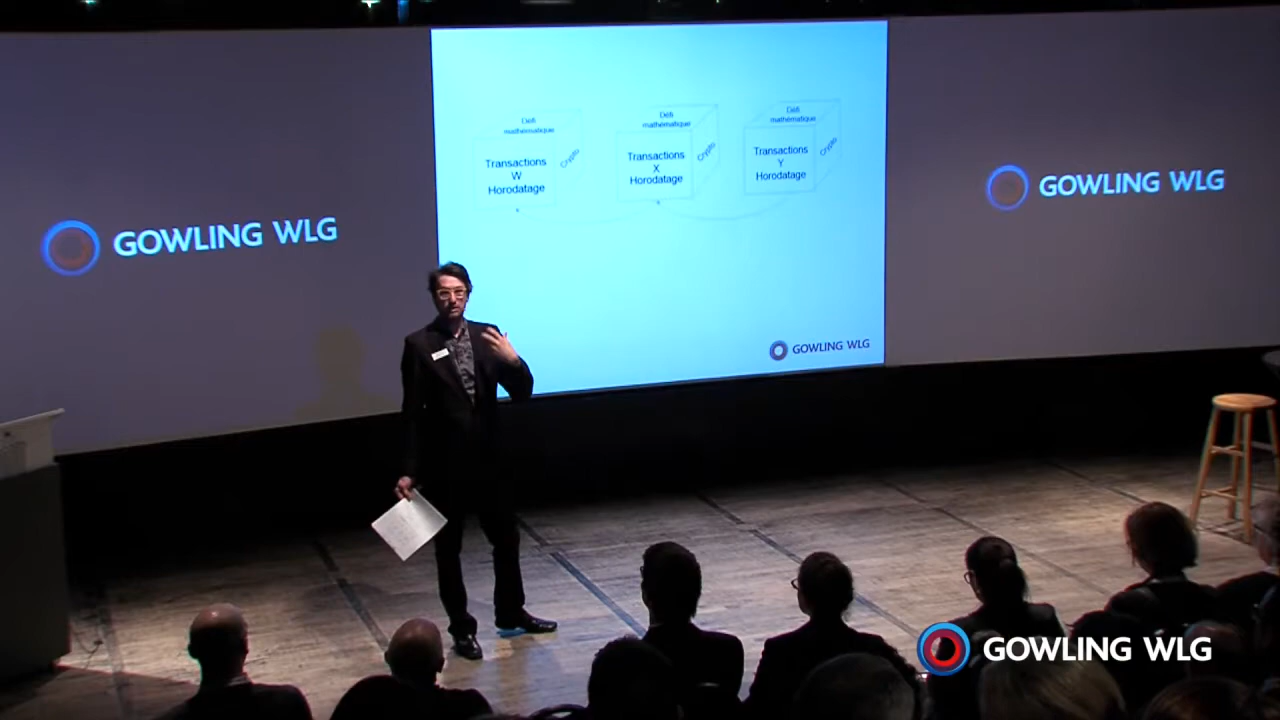 GOWLING WLG
Défi
mathématique
Crypto
Transactions
W
Horodatage
Défi
mathématique
Crypto
Transactions
X
Horodatage
Défi
mathématique
Crypto
Transactions
Y
Horodatage
GOWLING WLG
GOWLING WLG
GOWLING WLG